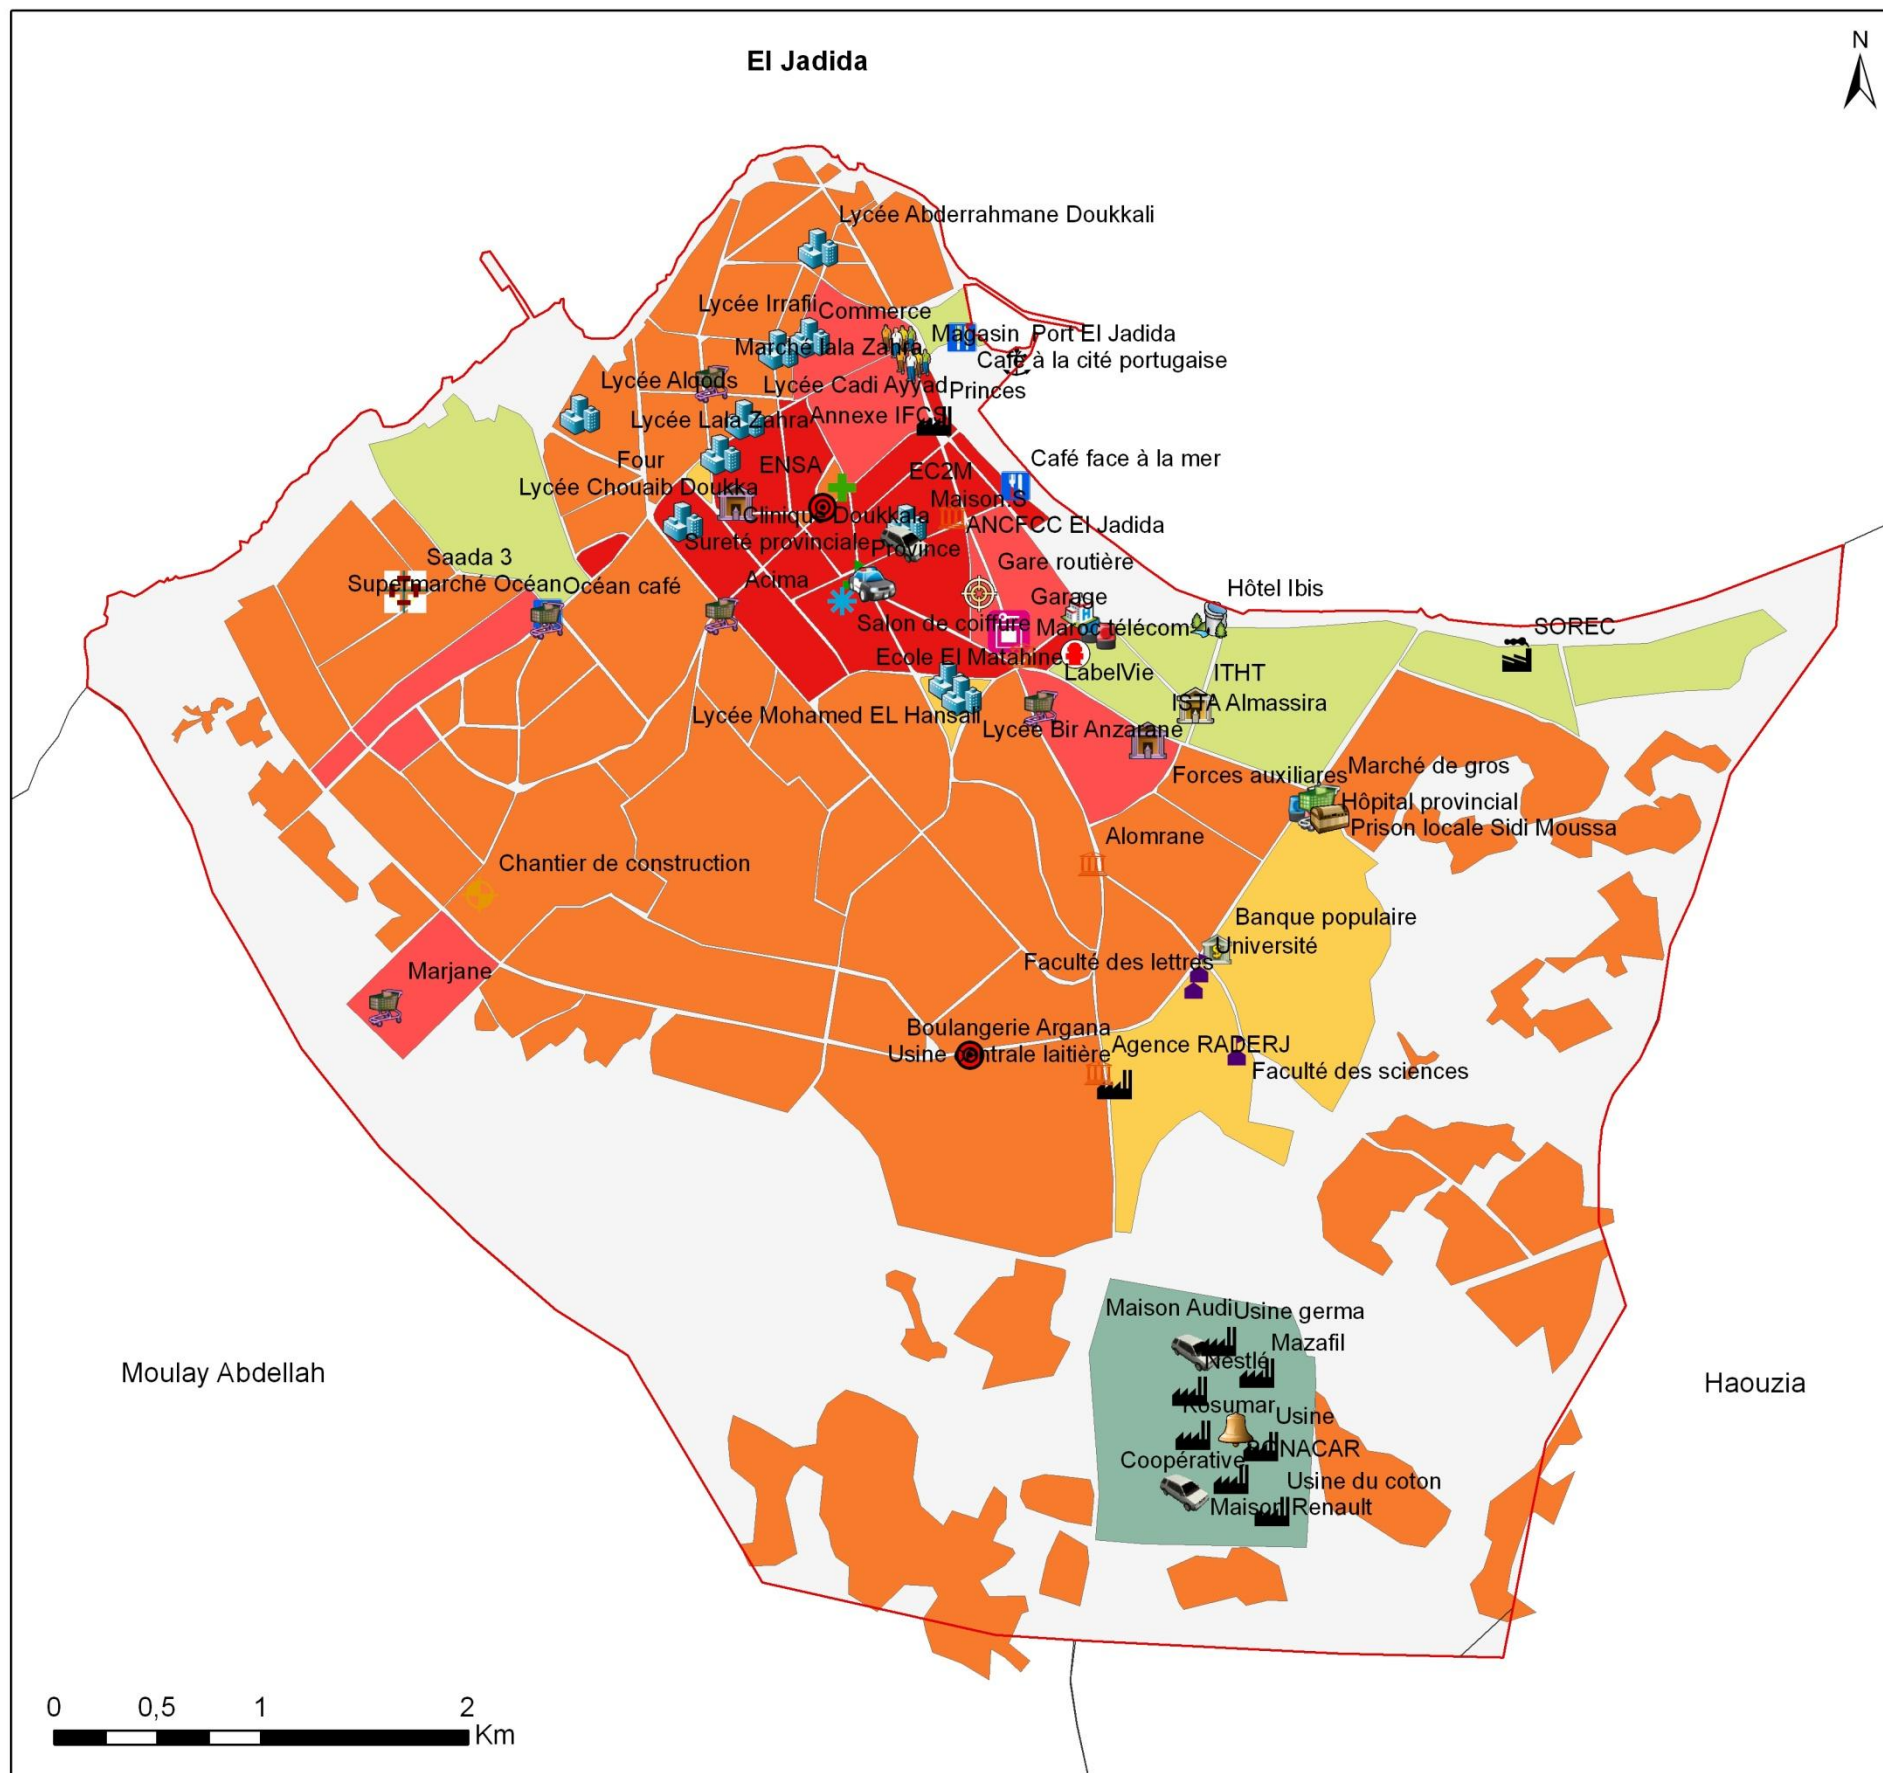 El Jadida
N
Lycée Abderrahmane Doukkali
Lycée Irrafii
Commerce
Magasin
Port El Jadida
Marché lala Zahra
Café à la cité portugaise
Lycée Alqods
Lycée Cadi Ayyad
Princes
Lycée Lala Zahra
Annexe IFCS
Four
ENSA
EC2M
Café face à la mer
Lycée Chouaib Doukka
Maison.S
Clinique Doukkala
ANCFCC El Jadida
Sureté provinciale
Province
Saada 3
Gare routière
Supermarché Océan
Océan café
Acima
Garage
Hôtel Ibis
Salon de coiffure
Maroc télécom
SOREC
Ecole El Matahine
LabelVie
ITHT
Lycée Mohamed EL Hansali
ISTA Almassira
Lycée Bir Anzarane
Forces auxiliares
Marché de gros
Hôpital provincial
Prison locale Sidi Moussa
Alomrane
Chantier de construction
Banque populaire
Université
Faculté des lettres
Marjane
Boulangerie Argana
Usine centrale laitière
Agence RADERJ
Faculté des sciences
Maison Audi
Usine germa
Mazafil
Nestlé
Moulay Abdellah
Haouzia
Kosumar
Usine
Coopérative
Usine du coton
Maison Renault
0 0,5 1 2
Km